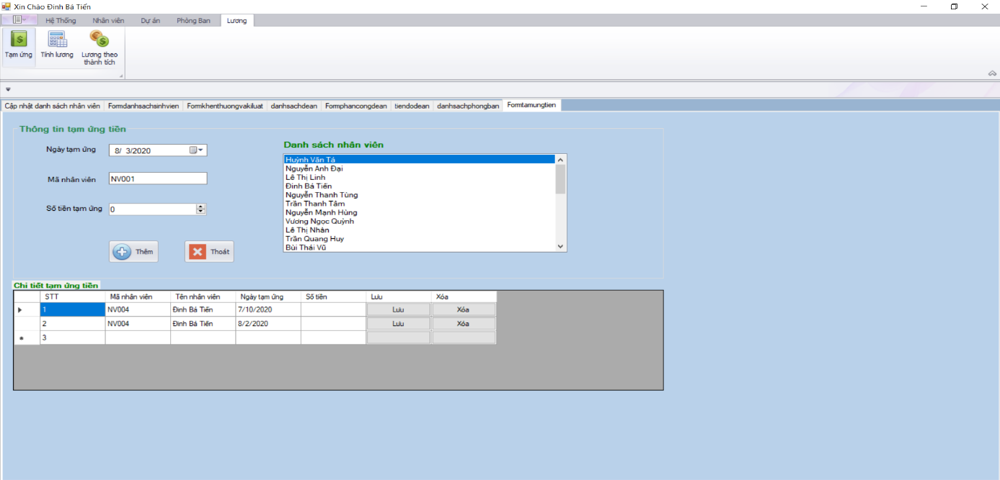 Xin Chào Đinh Bá Tiến
Hệ Thống Nhân viên Dự án Phòng Ban Lương
Tạm ứng Tính lương Lương theo thành tích
Cập nhật danh sách nhân viên Formdanhsachsinhvien Formkhenthuongvakiluat danhsachdean Formphancongdean tiendodean danhsachphongban Formtamungtien
Thông tin tạm ứng tiền
Ngày tạm ứng 8/ 3/2020
Mã nhân viên NV001
Số tiền tạm ứng 0
Thêm Thoát
Danh sách nhân viên
Huỳnh Văn Tá
Nguyễn Anh Đại
Lê Thị Linh
Đinh Bá Tiến
Nguyễn Thanh Tùng
Trần Thanh Tâm
Nguyễn Mạnh Hùng
Vương Ngọc Quỳnh
Lê Thị Nhàn
Trần Quang Huy
Bùi Thái Vũ
Chi tiết tạm ứng tiền
STT Mã nhân viên Tên nhân viên Ngày tạm ứng Số tiền Lưu Xóa
1 NV004 Đinh Bá Tiến 7/10/2020 Lưu Xóa
2 NV004 Đinh Bá Tiến 8/2/2020 Lưu Xóa
3